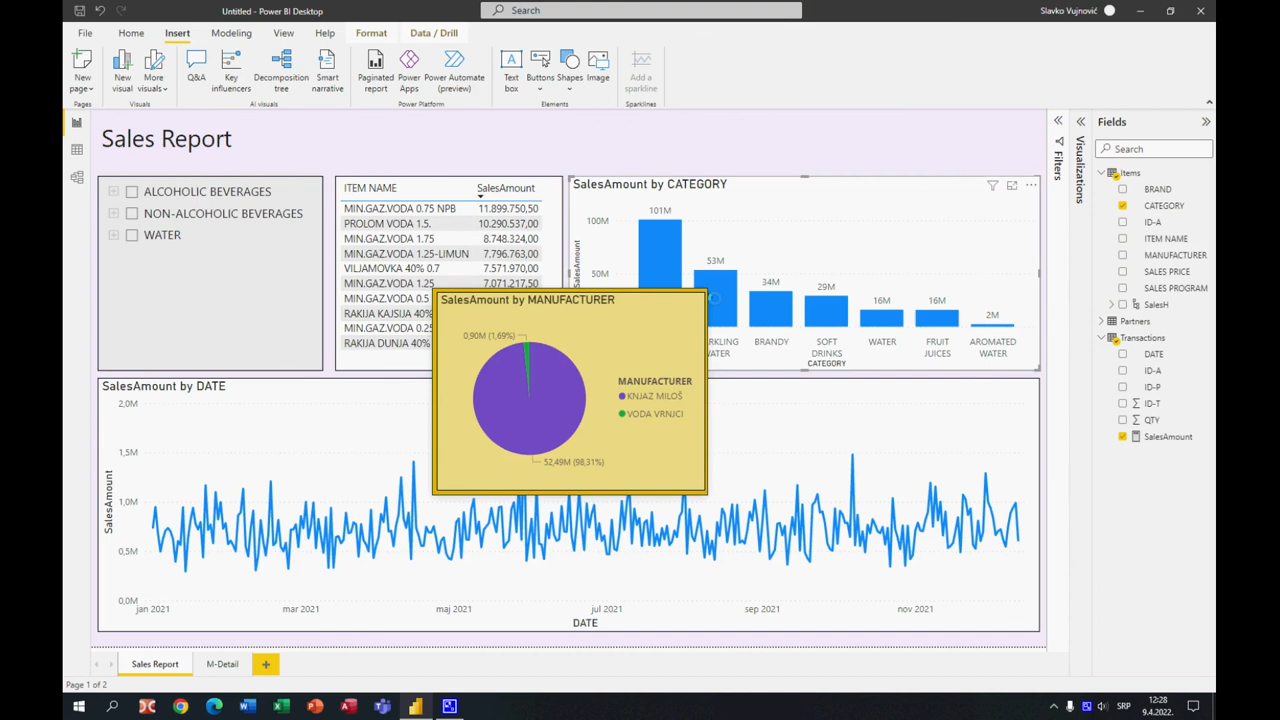 Untitled - Power BI Desktop
Search
Slavko Vujnović
File
Home
Insert
Modeling
View
Help
Format
Data / Drill
New page
New visual
More visuals
Q&A
Key influencers
Decomposition tree
Smart narrative
Paginated report
Power Apps
Power Automate (preview)
Text box
Buttons
Shapes
Image
Add a sparkline
Pages
Visuals
AI visuals
Power Platform
Elements
Sparklines
Sales Report
ALCOHOLIC BEVERAGES
NON-ALCOHOLIC BEVERAGES
WATER
ITEM NAME SalesAmount
MIN.GAZ.VODA 0.75 NPB 11.899.750,50
PROLOM VODA 1.5. 10.290.537,00
MIN.GAZ.VODA 1.75 8.748.324,00
MIN.GAZ.VODA 1.25-LIMUN 7.796.763,00
VILJAMOVKA 40% 0.7 7.571.970,00
MIN.GAZ.VODA 1.25 7.071.217,50
MIN.GAZ.VODA 0.5
RAKIJA KAJSIJA 40%
MIN.GAZ.VODA 0.25
RAKIJA DUNJA 40%
SalesAmount by CATEGORY
SalesAmount
100M
50M
101M
53M
34M
29M
16M
16M
2M
BRANDY
SOFT DRINKS
WATER
FRUIT JUICES
AROMATED WATER
CATEGORY
SalesAmount by MANUFACTURER
0,90M (1,69%)
52,49M (98,31%)
MANUFACTURER
KNJAZ MILOŠ
VODA VRNJCI
SalesAmount by DATE
SalesAmount
2,0M
1,5M
1,0M
0,5M
0,0M
jan 2021
mar 2021
maj 2021
jul 2021
sep 2021
nov 2021
DATE
Filters
Visualizations
Fields
Search
Items
BRAND
CATEGORY
ID-A
ITEM NAME
MANUFACTURER
SALES PRICE
SALES PROGRAM
SalesH
Partners
Transactions
DATE
ID-A
ID-P
ID-T
QTY
SalesAmount
Sales Report
M-Detail
Page 1 of 2
SRP
12:28
9.4.2022.